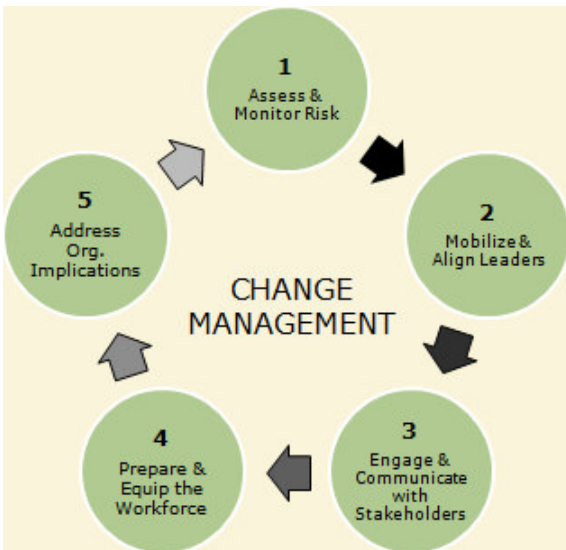 1
Assess &
Monitor Risk
2
Mobilize &
Align Leaders
3
Engage &
Communicate
with
Stakeholders
4
Prepare &
Equip the
Workforce
5
Address
Org.
Implications
CHANGE
MANAGEMENT